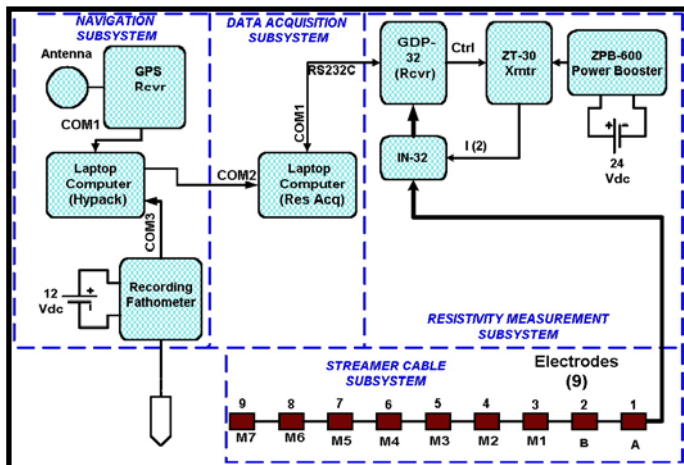 NAVIGATION
SUBSYSTEM
DATA ACQUISITION
SUBSYSTEM
Antenna
GPS
Rcvr
COM1
Laptop
Computer
(Hypack)
COM2
COM3
12
Vdc
+
-
Recording
Fathometer
RS232C
COM1
Laptop
Computer
(Res Acq)
GDP-
32
(Rcvr)
Ctrl
ZT-30
Xmtr
ZPB-600
Power Booster
+
-
24
Vdc
IN-32
I (2)
RESISTIVITY MEASUREMENT
SUBSYSTEM
STREAMER CABLE
SUBSYSTEM
Electrodes
(9)
9 8 7 6 5 4 3 2 1
M7 M6 M5 M4 M3 M2 M1 B A